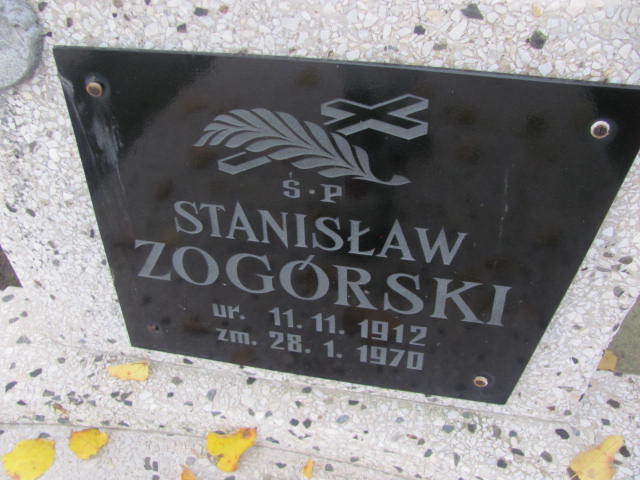 Ś·P
STANISŁAW
ZOGÓRSKI
ur. 11. 11. 1912
zm. 28. 1. 1970